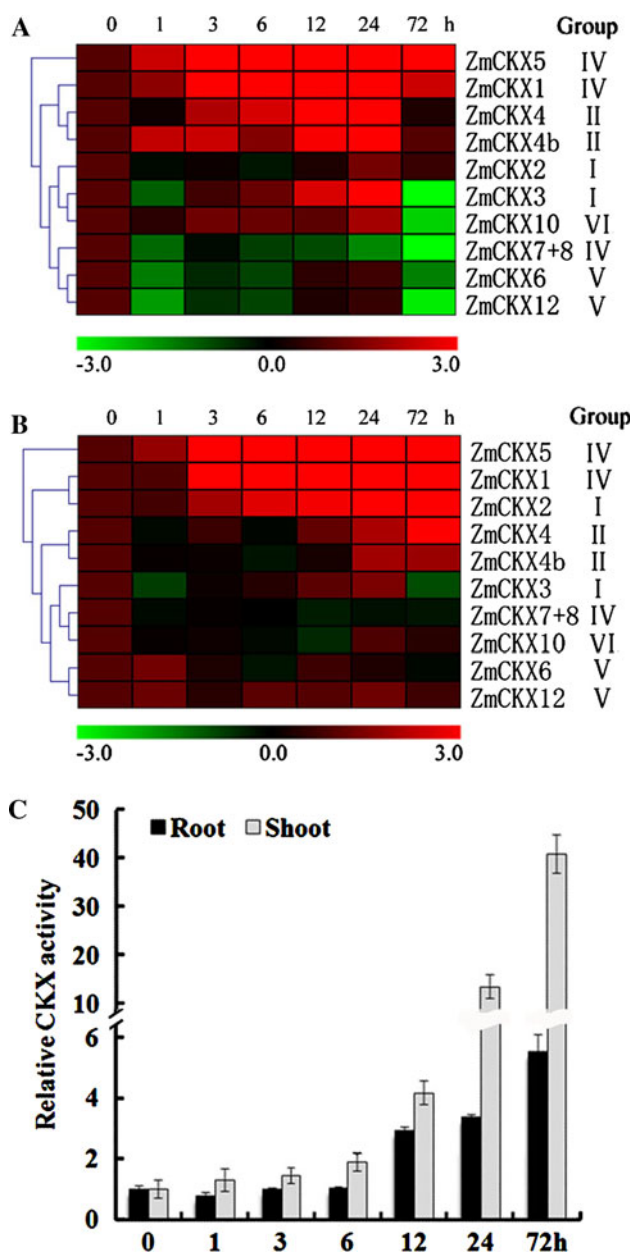 A
0 1 3 6 12 24 72 h Group
ZmCKX5 IV
ZmCKX1 IV
ZmCKX4 II
ZmCKX4b II
ZmCKX2 I
ZmCKX3 I
ZmCKX10 VI
ZmCKX7+8 IV
ZmCKX6 V
ZmCKX12 V
-3.0 0.0 3.0
B
0 1 3 6 12 24 72 h Group
ZmCKX5 IV
ZmCKX1 IV
ZmCKX2 I
ZmCKX4 II
ZmCKX4b II
ZmCKX3 I
ZmCKX7+8 IV
ZmCKX10 VI
ZmCKX6 V
ZmCKX12 V
-3.0 0.0 3.0
C
Root Shoot
Relative CKX activity
50
40
30
20
10
6
4
2
0
0 1 3 6 12 24 72h